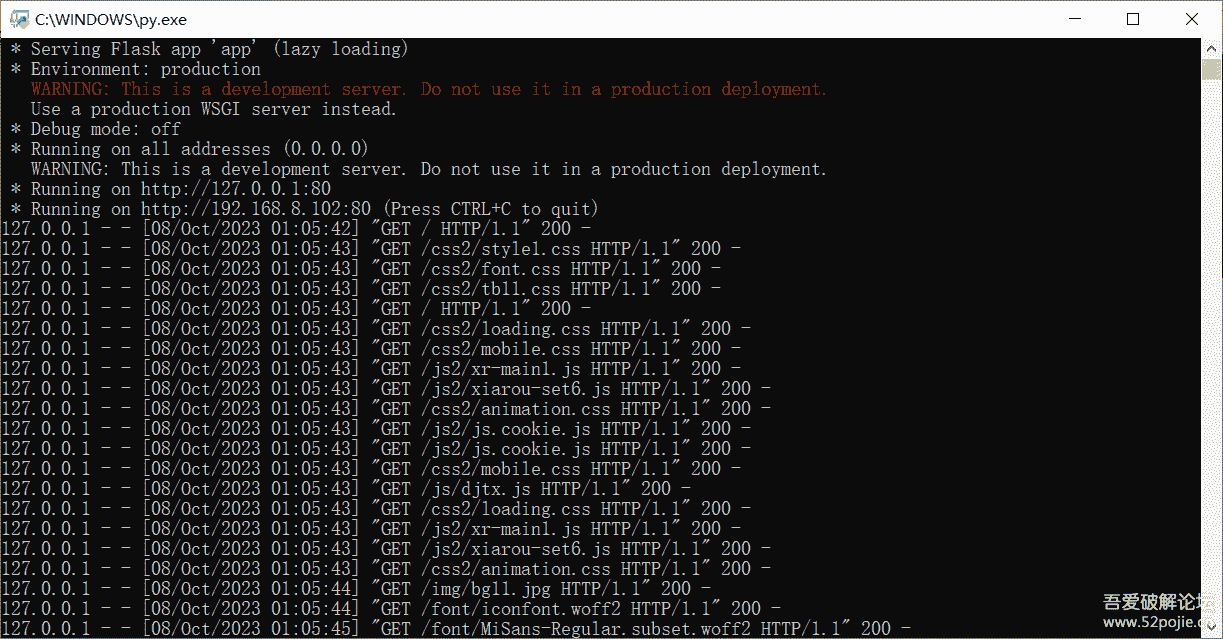 C:\WINDOWS\py.exe
* Serving Flask app 'app' (lazy loading)
* Environment: production
WARNING: This is a development server. Do not use it in a production deployment.
Use a production WSGI server instead.
* Debug mode: off
* Running on all addresses (0.0.0.0)
WARNING: This is a development server. Do not use it in a production deployment.
* Running on http://127.0.0.1:80
* Running on http://192.168.8.102:80 (Press CTRL+C to quit)
127.0.0.1 - - [08/Oct/2023 01:05:42] "GET / HTTP/1.1" 200 -
127.0.0.1 - - [08/Oct/2023 01:05:43] "GET /css2/style1.css HTTP/1.1" 200 -
127.0.0.1 - - [08/Oct/2023 01:05:43] "GET /css2/font.css HTTP/1.1" 200 -
127.0.0.1 - - [08/Oct/2023 01:05:43] "GET /css2/tbl1.css HTTP/1.1" 200 -
127.0.0.1 - - [08/Oct/2023 01:05:43] "GET / HTTP/1.1" 200 -
127.0.0.1 - - [08/Oct/2023 01:05:43] "GET /css2/loading.css HTTP/1.1" 200 -
127.0.0.1 - - [08/Oct/2023 01:05:43] "GET /css2/mobile.css HTTP/1.1" 200 -
127.0.0.1 - - [08/Oct/2023 01:05:43] "GET /js2/xr-main1.js HTTP/1.1" 200 -
127.0.0.1 - - [08/Oct/2023 01:05:43] "GET /js2/xiarou-set6.js HTTP/1.1" 200 -
127.0.0.1 - - [08/Oct/2023 01:05:43] "GET /css2/animation.css HTTP/1.1" 200 -
127.0.0.1 - - [08/Oct/2023 01:05:43] "GET /js2/js.cookie.js HTTP/1.1" 200 -
127.0.0.1 - - [08/Oct/2023 01:05:43] "GET /js2/js.cookie.js HTTP/1.1" 200 -
127.0.0.1 - - [08/Oct/2023 01:05:43] "GET /css2/mobile.css HTTP/1.1" 200 -
127.0.0.1 - - [08/Oct/2023 01:05:43] "GET /js/djtx.js HTTP/1.1" 200 -
127.0.0.1 - - [08/Oct/2023 01:05:43] "GET /css2/loading.css HTTP/1.1" 200 -
127.0.0.1 - - [08/Oct/2023 01:05:43] "GET /js2/xr-main1.js HTTP/1.1" 200 -
127.0.0.1 - - [08/Oct/2023 01:05:43] "GET /js2/xiarou-set6.js HTTP/1.1" 200 -
127.0.0.1 - - [08/Oct/2023 01:05:43] "GET /css2/animation.css HTTP/1.1" 200 -
127.0.0.1 - - [08/Oct/2023 01:05:44] "GET /img/bg11.jpg HTTP/1.1" 200 -
127.0.0.1 - - [08/Oct/2023 01:05:44] "GET /font/iconfont.woff2 HTTP/1.1" 200 -
127.0.0.1 - - [08/Oct/2023 01:05:45] "GET /font/MiSans-Regular.subset.woff2 HTTP/1.1" 200 -
吾爱破解论坛
www.52pojie.c